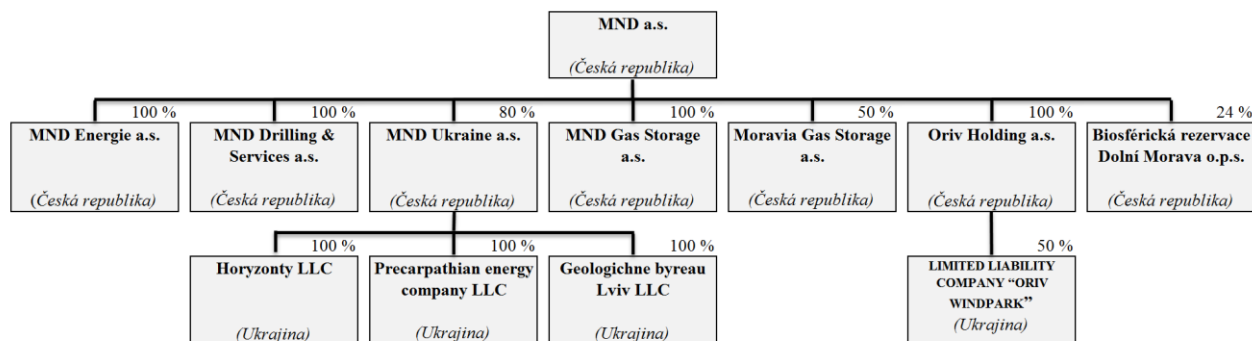 MND a.s.
(Česká republika)
100 %
MND Energie a.s.
(Česká republika)
100 %
MND Drilling &
Services a.s.
(Česká republika)
80 %
MND Ukraine a.s.
(Česká republika)
100 %
MND Gas Storage
a.s.
(Česká republika)
50 %
Moravia Gas Storage
a.s.
(Česká republika)
100 %
Oriv Holding a.s.
(Česká republika)
24 %
Biosférická rezervace
Dolní Morava o.p.s.
(Česká republika)
100 %
Horyzonty LLC
(Ukrajina)
100 %
Precarpathian energy
company LLC
(Ukrajina)
100 %
Geologichne byreau
Lviv LLC
(Ukrajina)
50 %
LIMITED LIABILITY
COMPANY “ORIV
WINDPARK”
(Ukrajina)